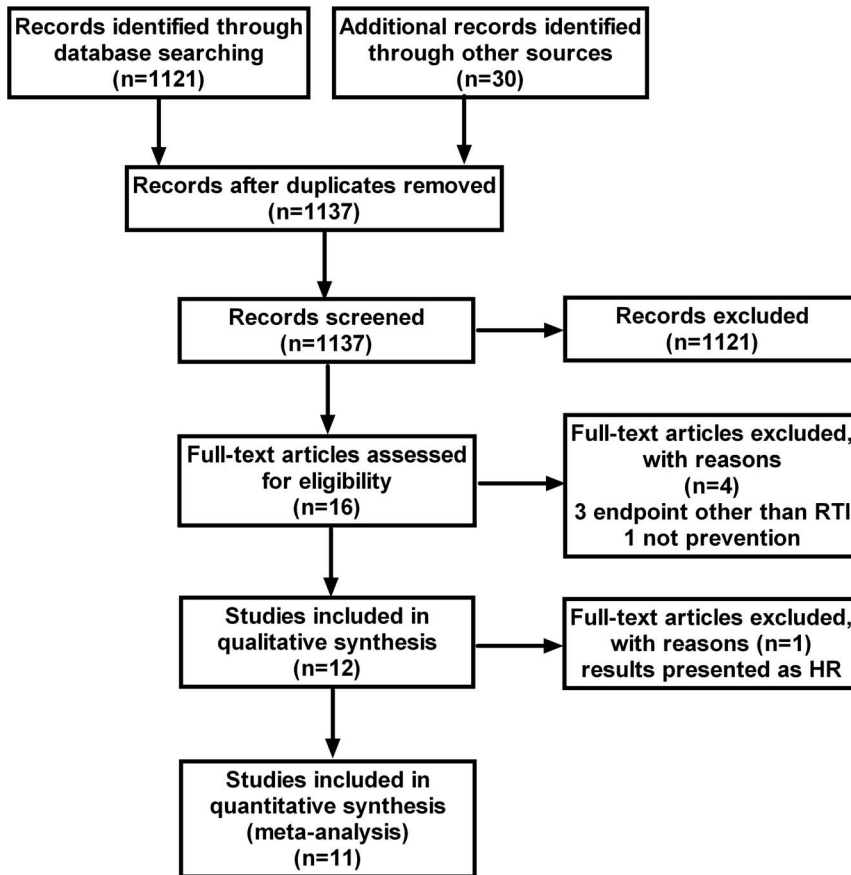 Records identified through
database searching
(n=1121)
Additional records identified
through other sources
(n=30)
Records after duplicates removed
(n=1137)
Records screened
(n=1137)
Records excluded
(n=1121)
Full-text articles assessed
for eligibility
(n=16)
Full-text articles excluded,
with reasons
(n=4)
3 endpoint other than RTI
1 not prevention
Studies included in
qualitative synthesis
(n=12)
Full-text articles excluded,
with reasons (n=1)
results presented as HR
Studies included in
quantitative synthesis
(meta-analysis)
(n=11)